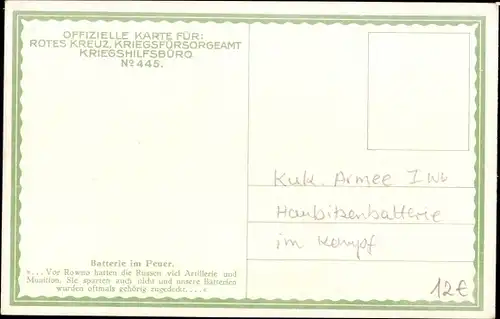 OFFIZIELLE KARTE FÜR:
ROTES KREUZ, KRIEGSFÜRSORGEAMT
KRIEGSHILFSBÜRO
Nº 445.
KuK. Armee I Wk
Haubitzenbatterie
im Kampf
Batterie im Feuer.
»... Vor Rowno hatten die Russen viel Artillerie und
Munition. Sie sparten auch nicht und unsere Batterien
wurden oftmals gehörig zugedeckt. ...«
12€